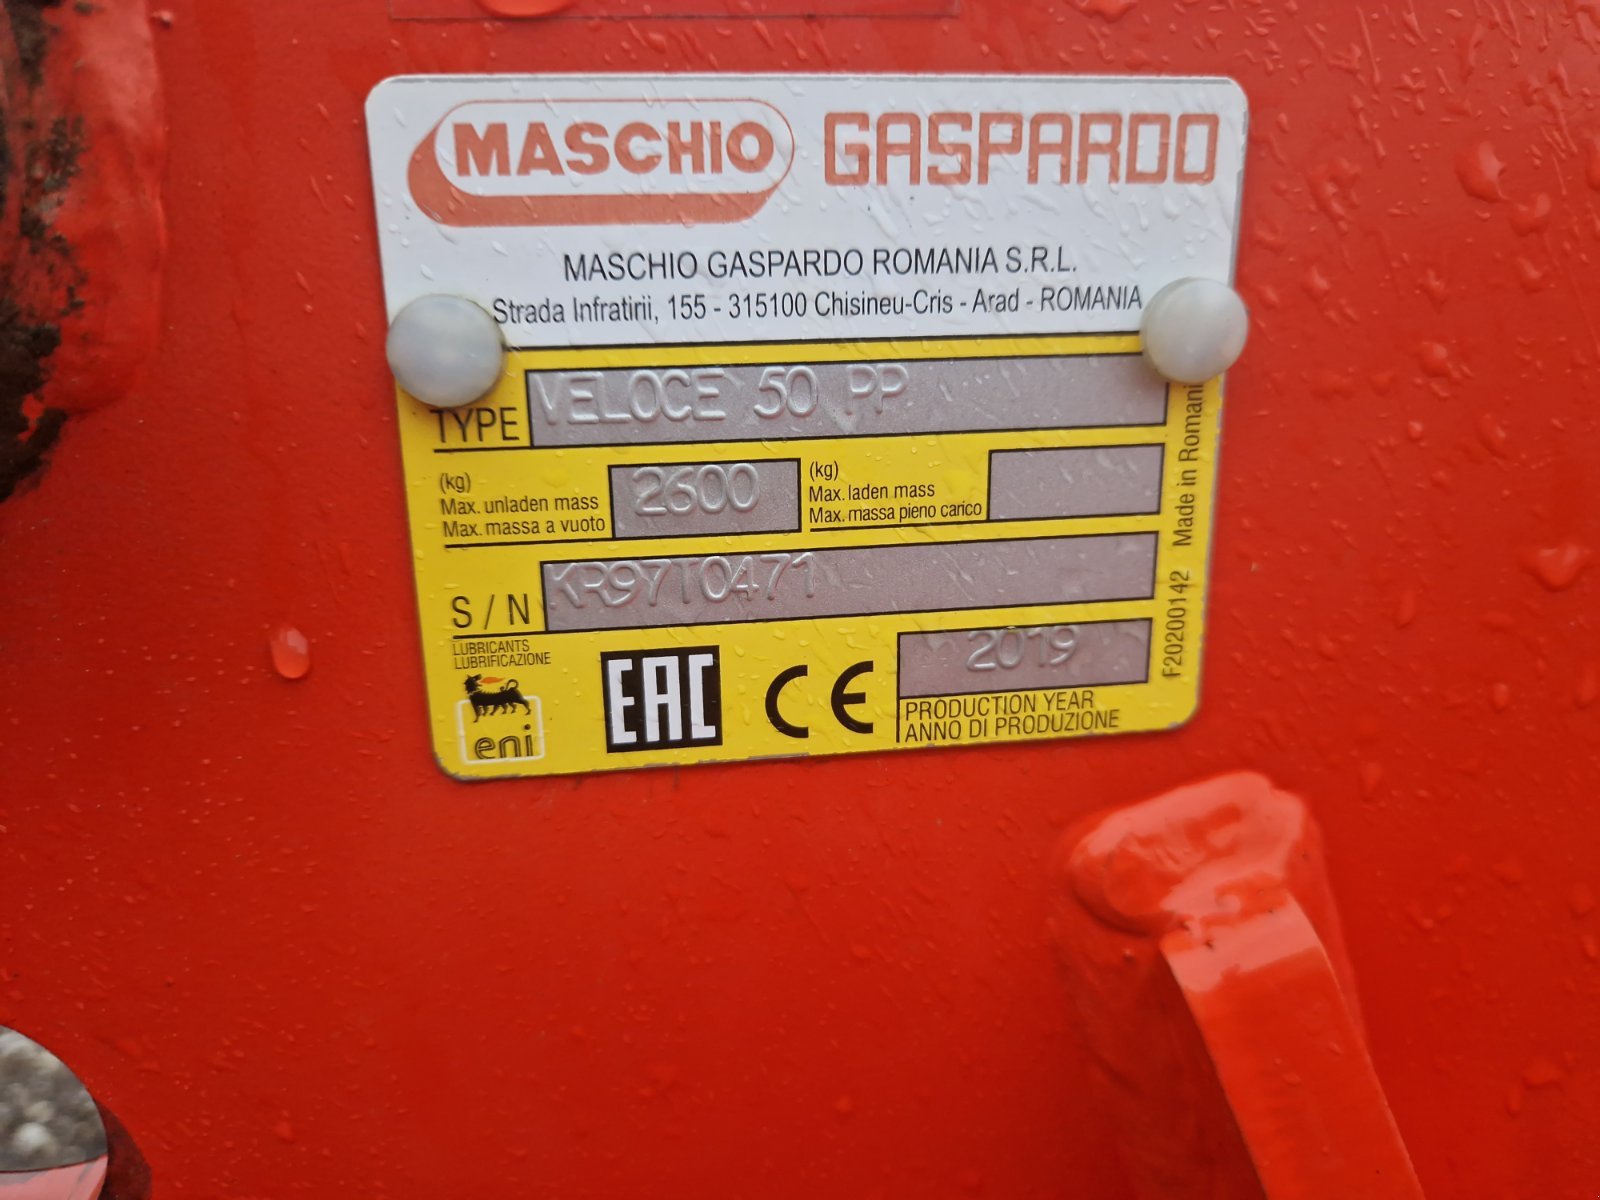 MASCHIO GASPARDO
MASCHIO GASPARDO ROMANIA S.R.L.
Strada Infratirii, 155 - 315100 Chisineu-Cris - Arad - ROMANIA
TYPE VELOCE 50 PP
(kg)
Max. unladen mass
Max. massa a vuoto
2600
(kg)
Max. laden mass
Max. massa pieno carico
S / N KR97T0471
LUBRICANTS
LUBRIFICAZIONE
eni
EAC
CE
2019
PRODUCTION YEAR
ANNO DI PRODUZIONE
F20200142 Made in Romani